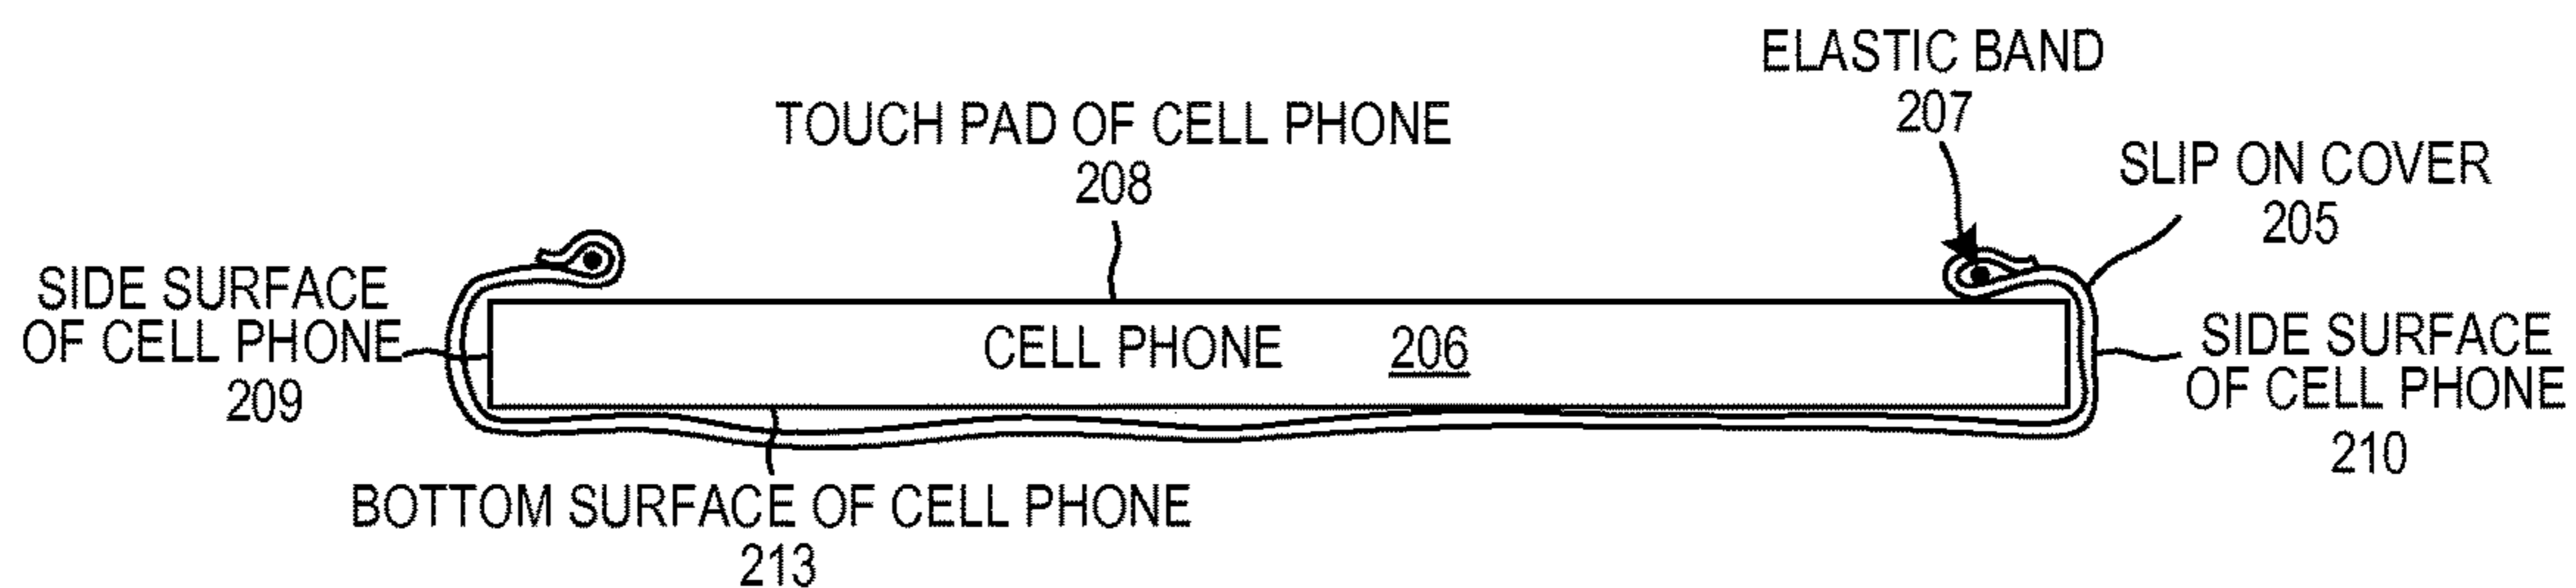 ELASTIC BAND
207
TOUCH PAD OF CELL PHONE
208
SLIP ON COVER
205
SIDE SURFACE
OF CELL PHONE
209
CELL PHONE 206
SIDE SURFACE
OF CELL PHONE
210
BOTTOM SURFACE OF CELL PHONE
213